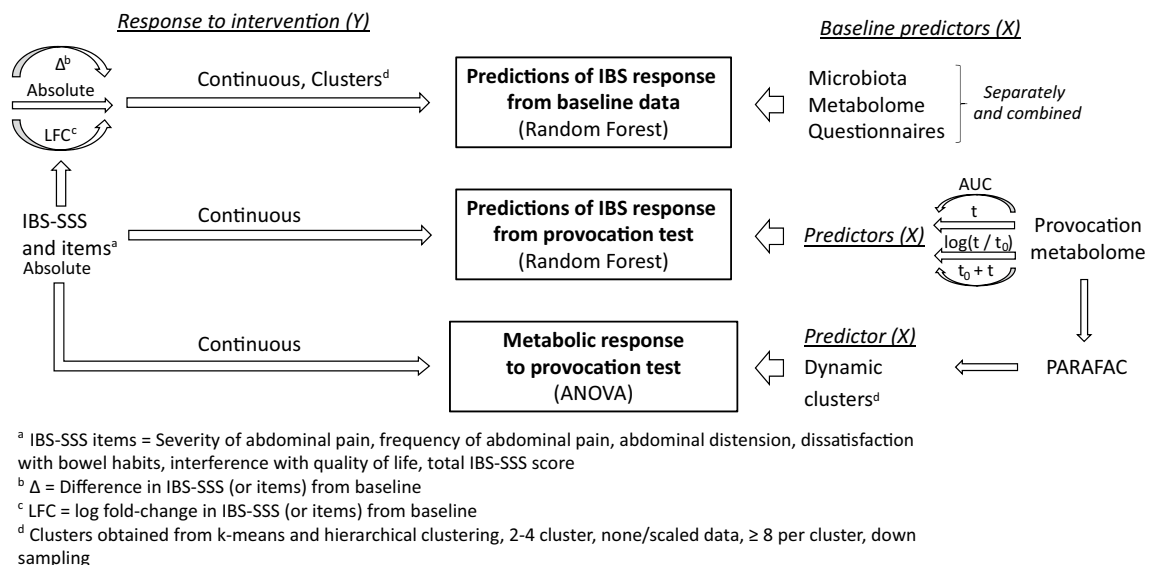 Response to intervention (Y)
Baseline predictors (X)
Δᵇ
Absolute
LFCᶜ
Continuous, Clustersᵈ
Predictions of IBS response
from baseline data
(Random Forest)
Microbiota
Metabolome
Questionnaires
Separately
and combined
IBS-SSS
and itemsᵃ
Absolute
Continuous
Predictions of IBS response
from provocation test
(Random Forest)
Predictors (X)
AUC
t
log(t / t₀)
t₀ + t
Provocation
metabolome
Continuous
Metabolic response
to provocation test
(ANOVA)
Predictor (X)
Dynamic
clustersᵈ
PARAFAC
ᵃ IBS-SSS items = Severity of abdominal pain, frequency of abdominal pain, abdominal distension, dissatisfaction
with bowel habits, interference with quality of life, total IBS-SSS score
ᵇ Δ = Difference in IBS-SSS (or items) from baseline
ᶜ LFC = log fold-change in IBS-SSS (or items) from baseline
ᵈ Clusters obtained from k-means and hierarchical clustering, 2-4 cluster, none/scaled data, ≥ 8 per cluster, down
sampling